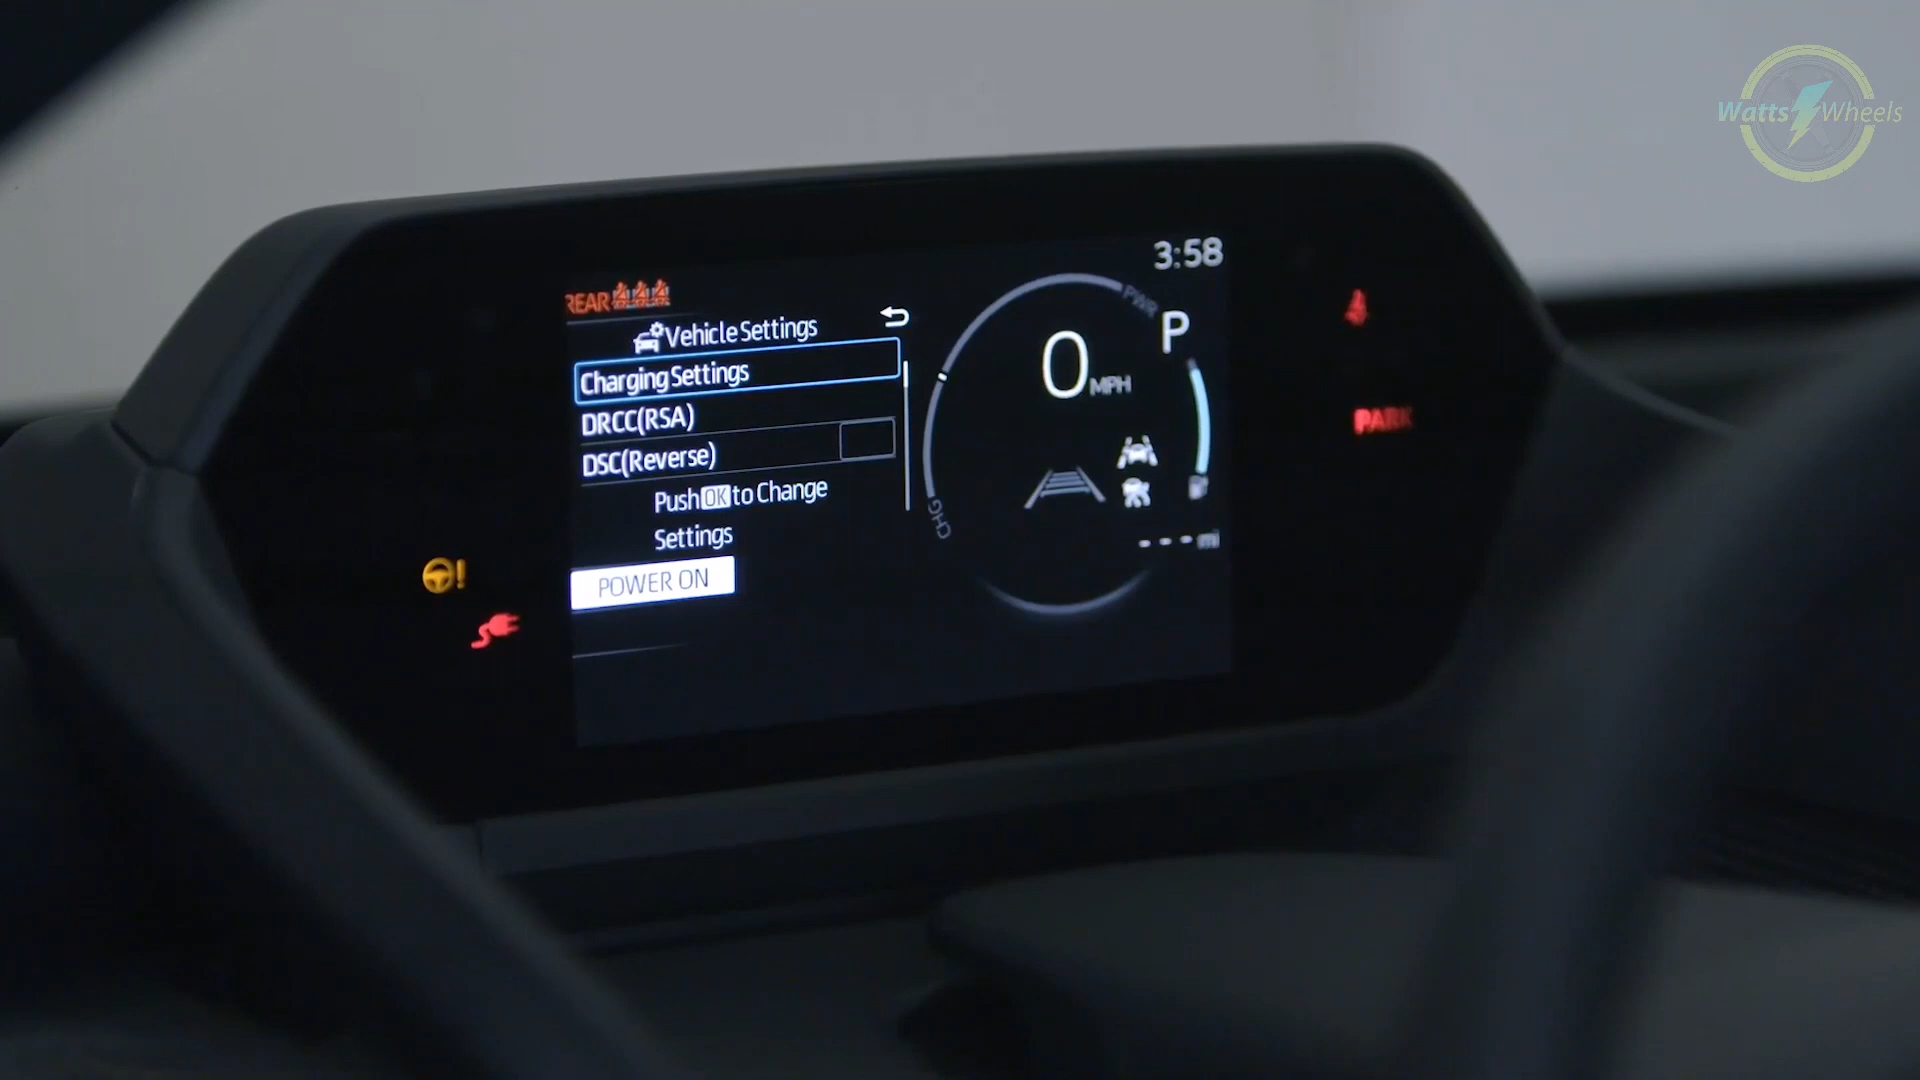 Watts Wheels
3:58
REAR
Vehicle Settings
PWR
P
Charging Settings
0 MPH
DRCC(RSA)
PARK
DSC(Reverse)
Push OK to Change
Settings
CHG
- - - mi
POWER ON